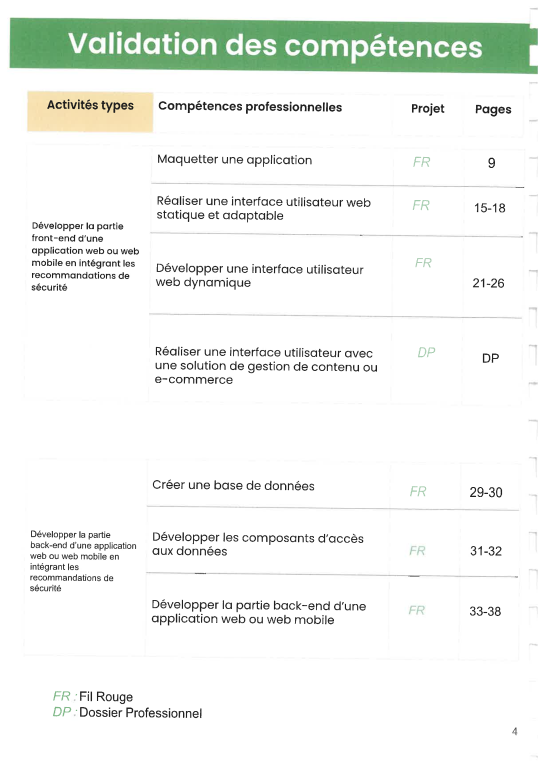 Validation des compétences
Activités types Compétences professionnelles Projet Pages
Maquetter une application FR 9
Réaliser une interface utilisateur web
statique et adaptable
FR 15-18
Développer la partie
front-end d'une
application web ou web
mobile en intégrant les
recommandations de
sécurité
Développer une interface utilisateur
web dynamique
FR 21-26
Réaliser une interface utilisateur avec
une solution de gestion de contenu ou
e-commerce
DP DP
Créer une base de données FR 29-30
Développer la partie
back-end d'une application
web ou web mobile en
intégrant les
recommandations de
sécurité
Développer les composants d'accès
aux données
FR 31-32
Développer la partie back-end d'une
application web ou web mobile
FR 33-38
FR : Fil Rouge
DP : Dossier Professionnel
4